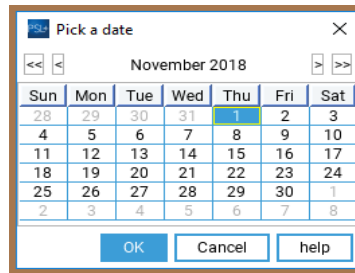 PSL+ Pick a date
<< < November 2018 > >>
Sun Mon Tue Wed Thu Fri Sat
28 29 30 31 1 2 3
4 5 6 7 8 9 10
11 12 13 14 15 16 17
18 19 20 21 22 23 24
25 26 27 28 29 30 1
2 3 4 5 6 7 8
OK Cancel help